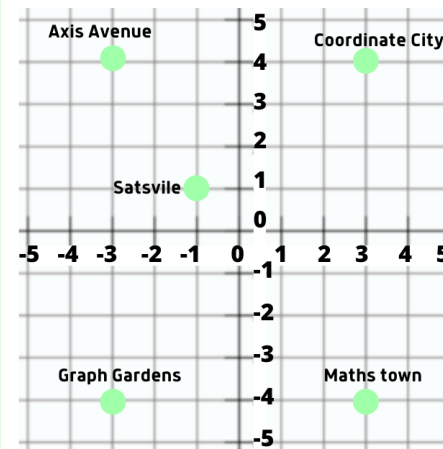 5
Axis Avenue
Coordinate City
4
3
2
Satsvile
1
0
-5 -4 -3 -2 -1 0 1 2 3 4 5
-1
-2
-3
Graph Gardens
Maths town
-4
-5